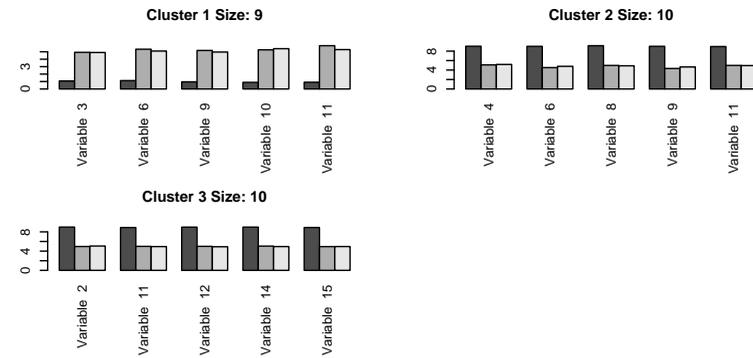 Cluster 1 Size: 9
0 3
Variable 3 Variable 6 Variable 9 Variable 10 Variable 11
Cluster 2 Size: 10
0 4 8
Variable 4 Variable 6 Variable 8 Variable 9 Variable 11
Cluster 3 Size: 10
0 4 8
Variable 2 Variable 11 Variable 12 Variable 14 Variable 15